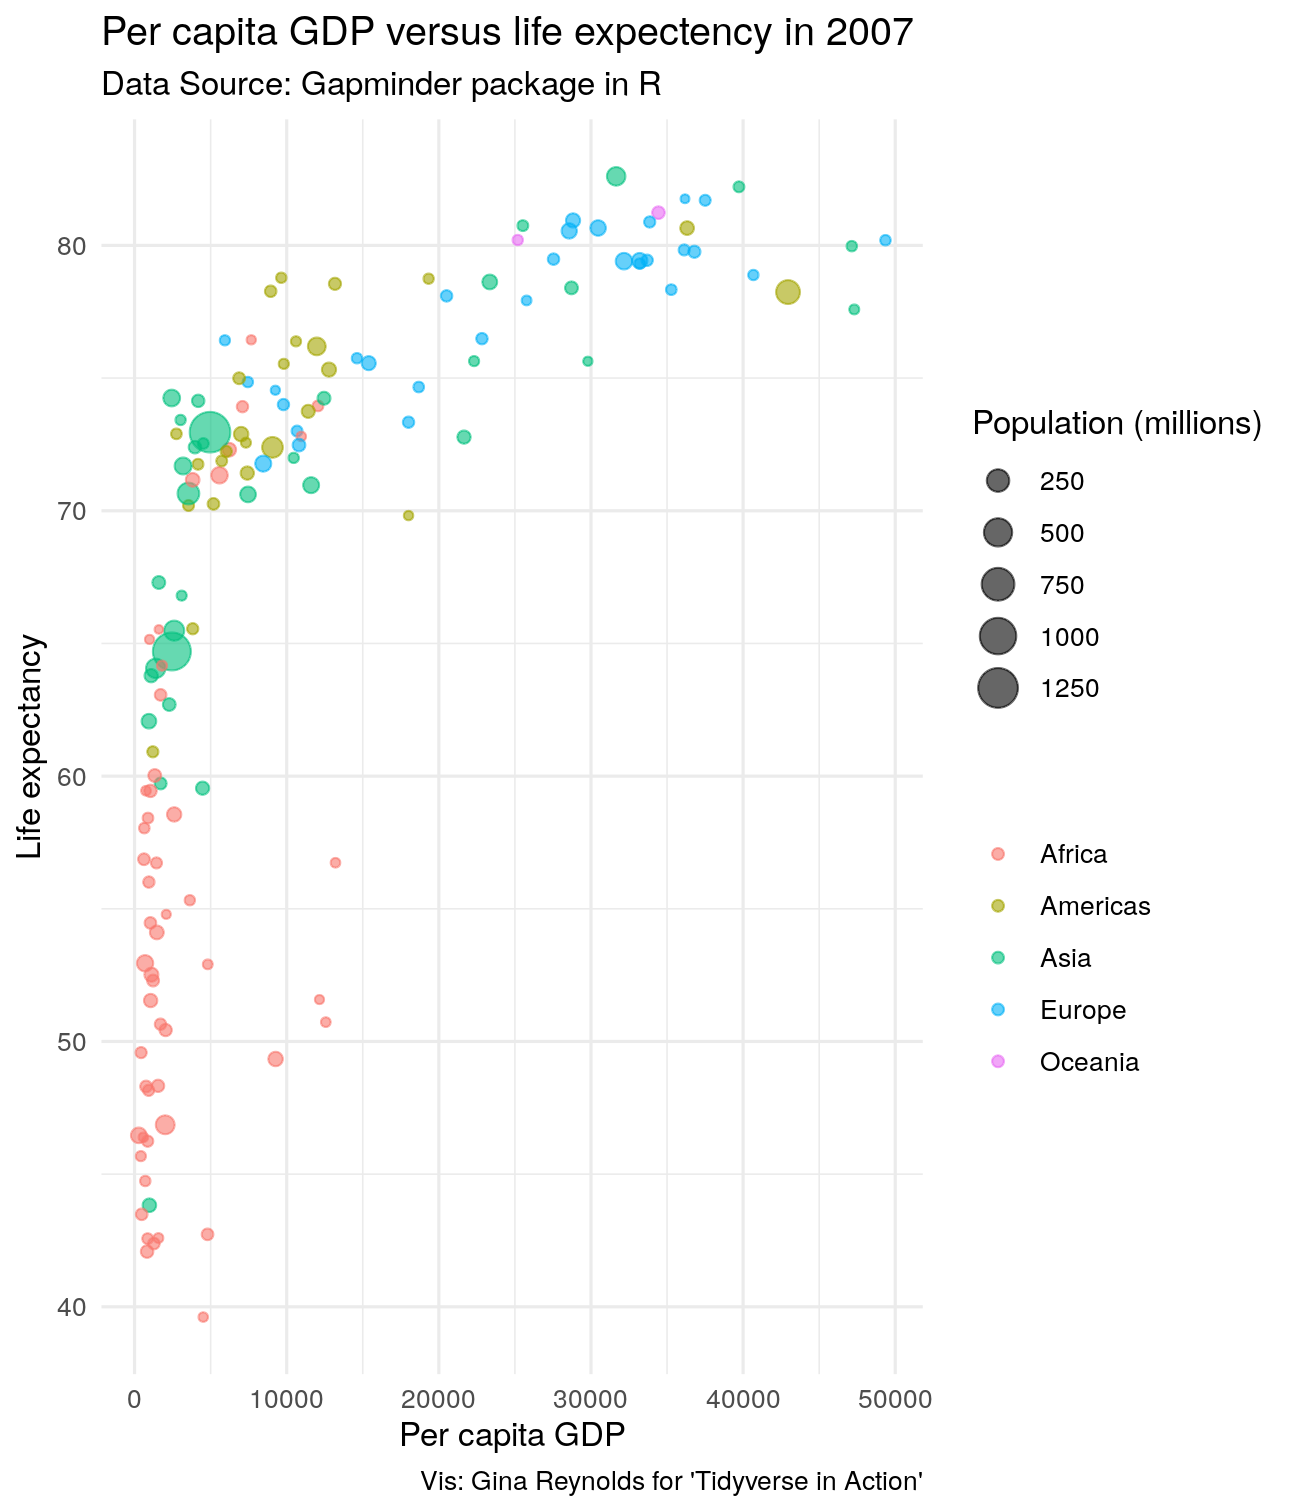 Per capita GDP versus life expectency in 2007
Data Source: Gapminder package in R
Life expectancy
80
70
60
50
40
0 10000 20000 30000 40000 50000
Per capita GDP
Vis: Gina Reynolds for 'Tidyverse in Action'
Population (millions)
250
500
750
1000
1250
Africa
Americas
Asia
Europe
Oceania